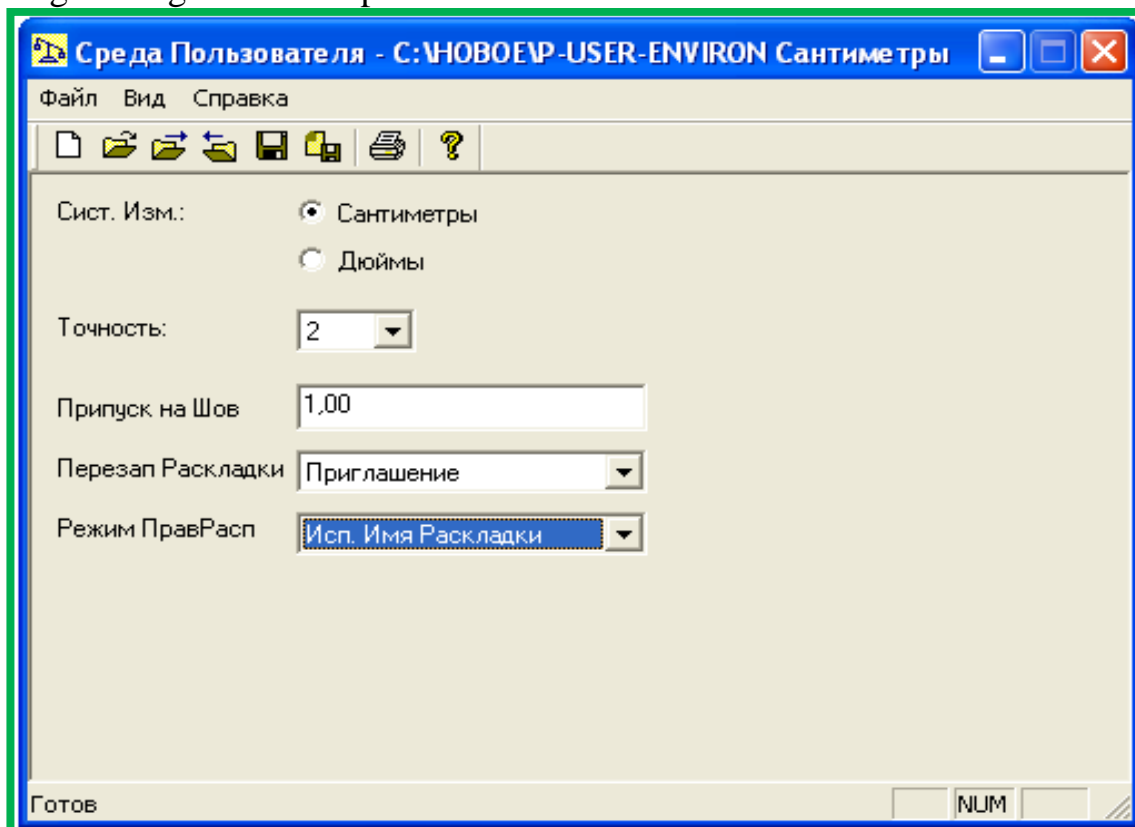 Среда Пользователя - C:\НОВОЕ\P-USER-ENVIRON Сантиметры
Файл Вид Справка
Сист. Изм.: Сантиметры
Дюймы
Точность: 2
Припуск на Шов 1,00
Перезап Раскладки Приглашение
Режим ПравРасп Исп. Имя Раскладки
Готов NUM